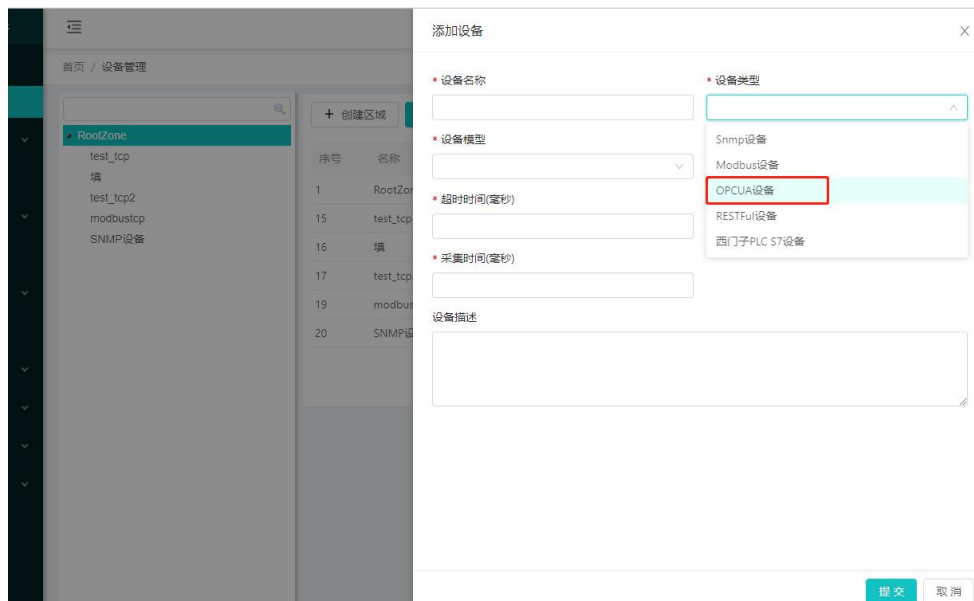 首页 / 设备管理
RootZone
test_tcp
填
test_tcp2
modbustcp
SNMP设备
+ 创建区域
序号 名称
1 RootZor
15 test_tcp
16 填
17 test_tcp
19 modbus
20 SNMP设
添加设备
* 设备名称
* 设备类型
* 设备模型
Snmp设备
Modbus设备
OPCUA设备
RESTFul设备
西门子PLC S7设备
* 超时时间(毫秒)
* 采集时间(毫秒)
设备描述
提交 取消